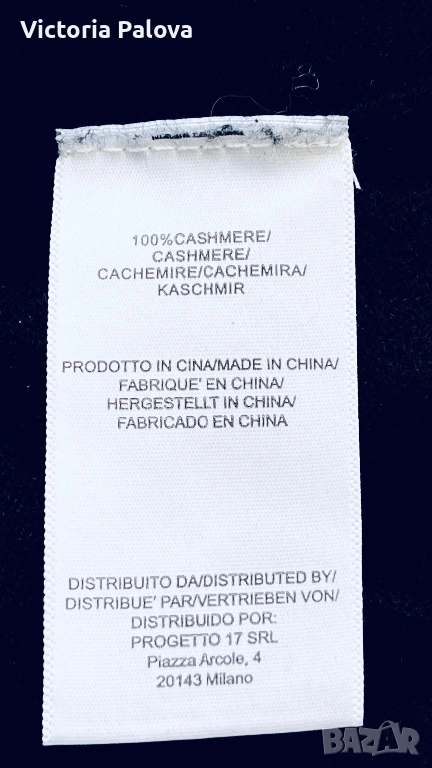 Victoria Palova
100%CASHMERE/
CASHMERE/
CACHEMIRE/CACHEMIRA/
KASCHMIR
PRODOTTO IN CINA/MADE IN CHINA/
FABRIQUE' EN CHINA/
HERGESTELLT IN CHINA/
FABRICADO EN CHINA
DISTRIBUITO DA/DISTRIBUTED BY/
DISTRIBUE' PAR/VERTRIEBEN VON/
DISTRIBUIDO POR:
PROGETTO 17 SRL
Piazza Arcole, 4
20143 Milano
BAZAR